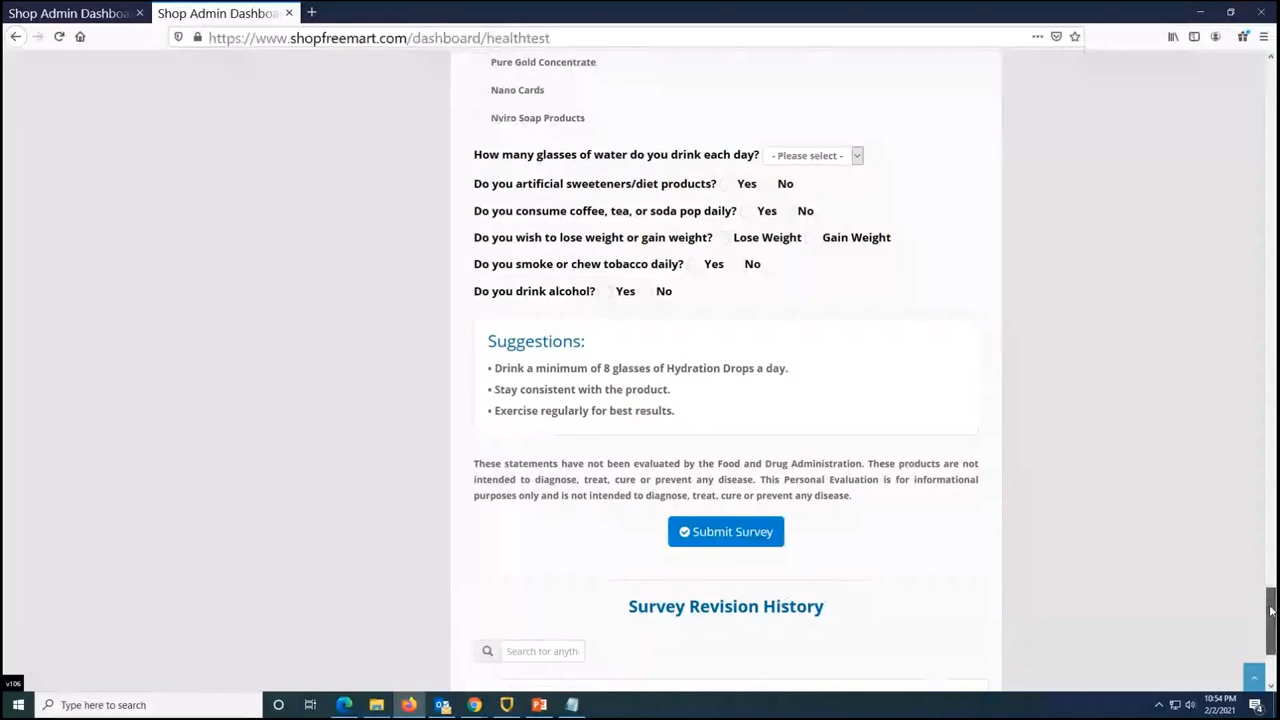 Shop Admin Dashboa
Shop Admin Dashboa
https://www.shopfreemart.com/dashboard/healthtest
Pure Gold Concentrate
Nano Cards
Nviro Soap Products
How many glasses of water do you drink each day? - Please select -
Do you artificial sweeteners/diet products? Yes No
Do you consume coffee, tea, or soda pop daily? Yes No
Do you wish to lose weight or gain weight? Lose Weight Gain Weight
Do you smoke or chew tobacco daily? Yes No
Do you drink alcohol? Yes No
Suggestions:
• Drink a minimum of 8 glasses of Hydration Drops a day.
• Stay consistent with the product.
• Exercise regularly for best results.
These statements have not been evaluated by the Food and Drug Administration. These products are not
intended to diagnose, treat, cure or prevent any disease. This Personal Evaluation is for informational
purposes only and is not intended to diagnose, treat, cure or prevent any disease.
Submit Survey
Survey Revision History
Search for anyth
v106
Type here to search
10:54 PM
2/2/2021